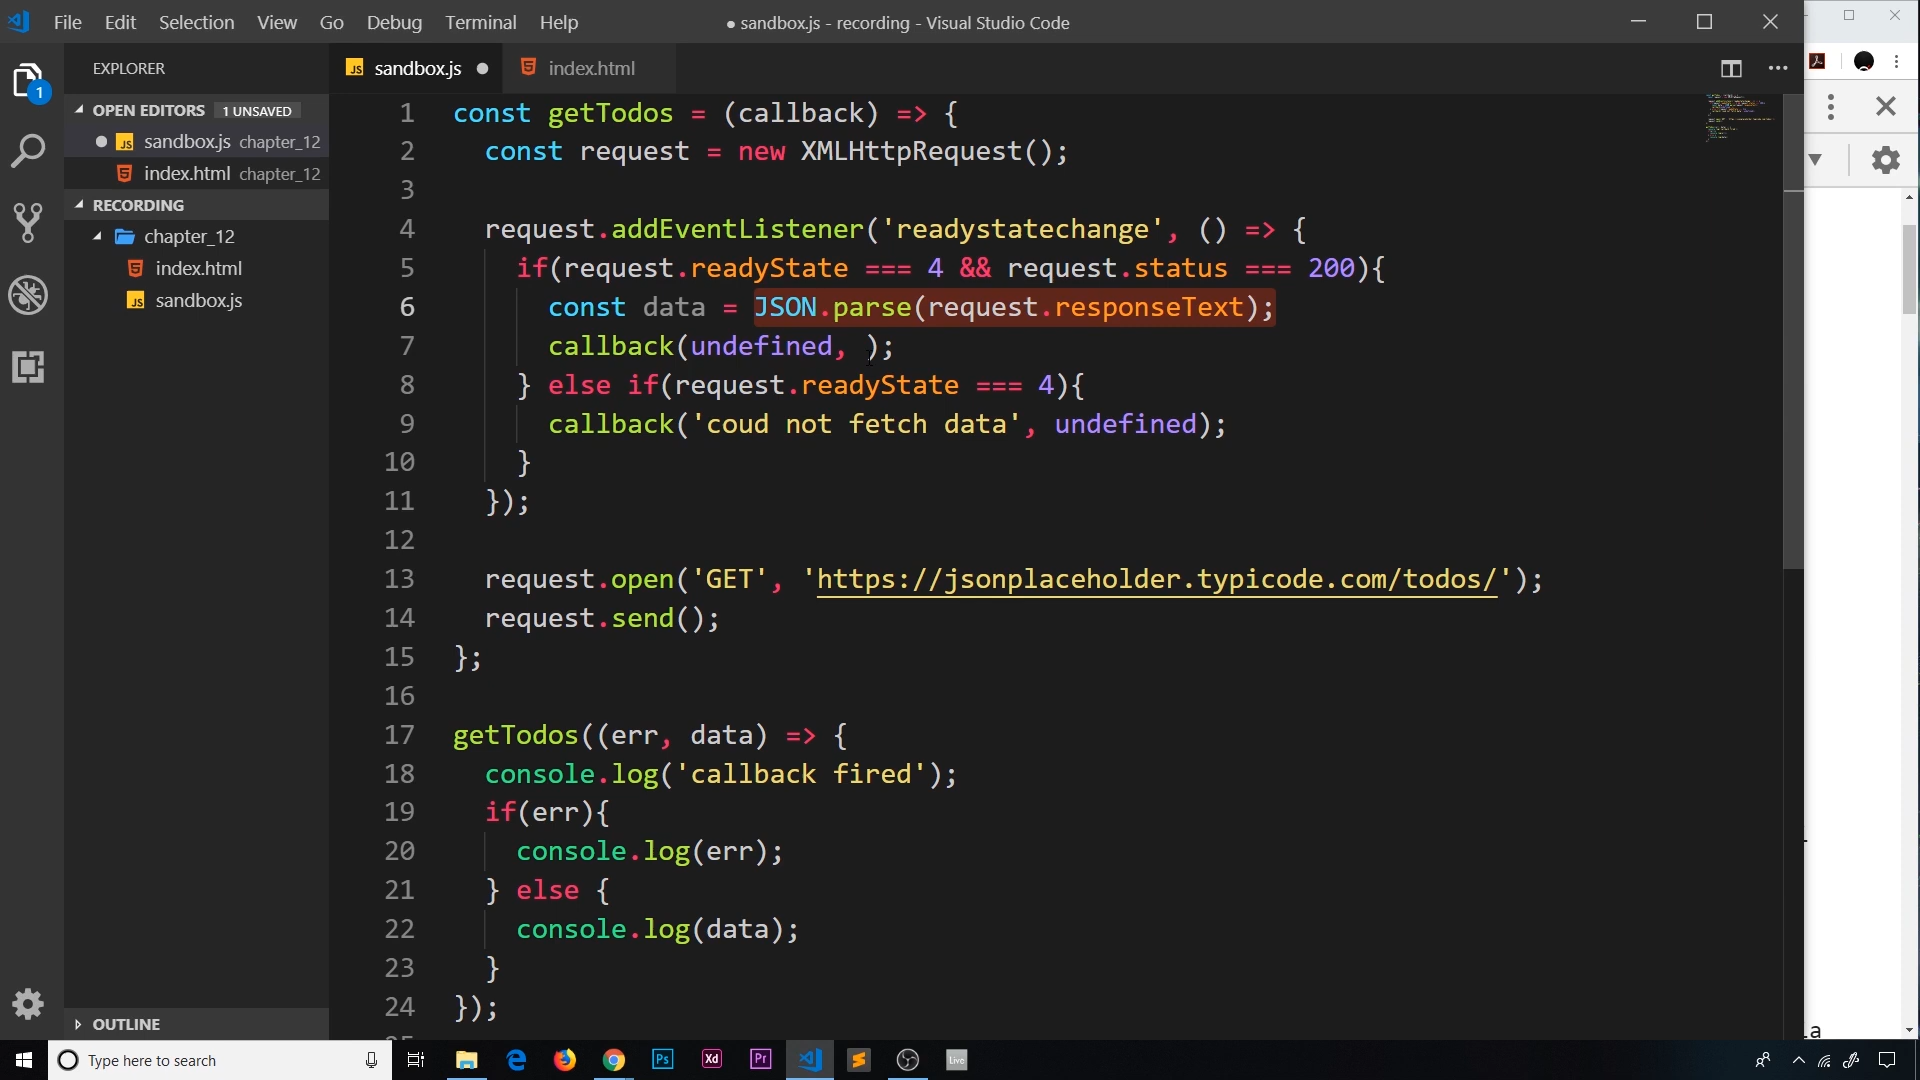 File Edit Selection View Go Debug Terminal Help
● sandbox.js - recording - Visual Studio Code
EXPLORER
sandbox.js ●
index.html
1
OPEN EDITORS 1 UNSAVED
● sandbox.js chapter_12
index.html chapter_12
RECORDING
chapter_12
index.html
sandbox.js
OUTLINE
1 const getTodos = (callback) => {
2 const request = new XMLHttpRequest();
3
4 request.addEventListener('readystatechange', () => {
5 if(request.readyState === 4 && request.status === 200){
6 const data = JSON.parse(request.responseText);
7 callback(undefined, );
8 } else if(request.readyState === 4){
9 callback('coud not fetch data', undefined);
10 }
11 });
12
13 request.open('GET', 'https://jsonplaceholder.typicode.com/todos/');
14 request.send();
15 };
16
17 getTodos((err, data) => {
18 console.log('callback fired');
19 if(err){
20 console.log(err);
21 } else {
22 console.log(data);
23 }
24 });
Type here to search
Ps
Xd
Pr
Live